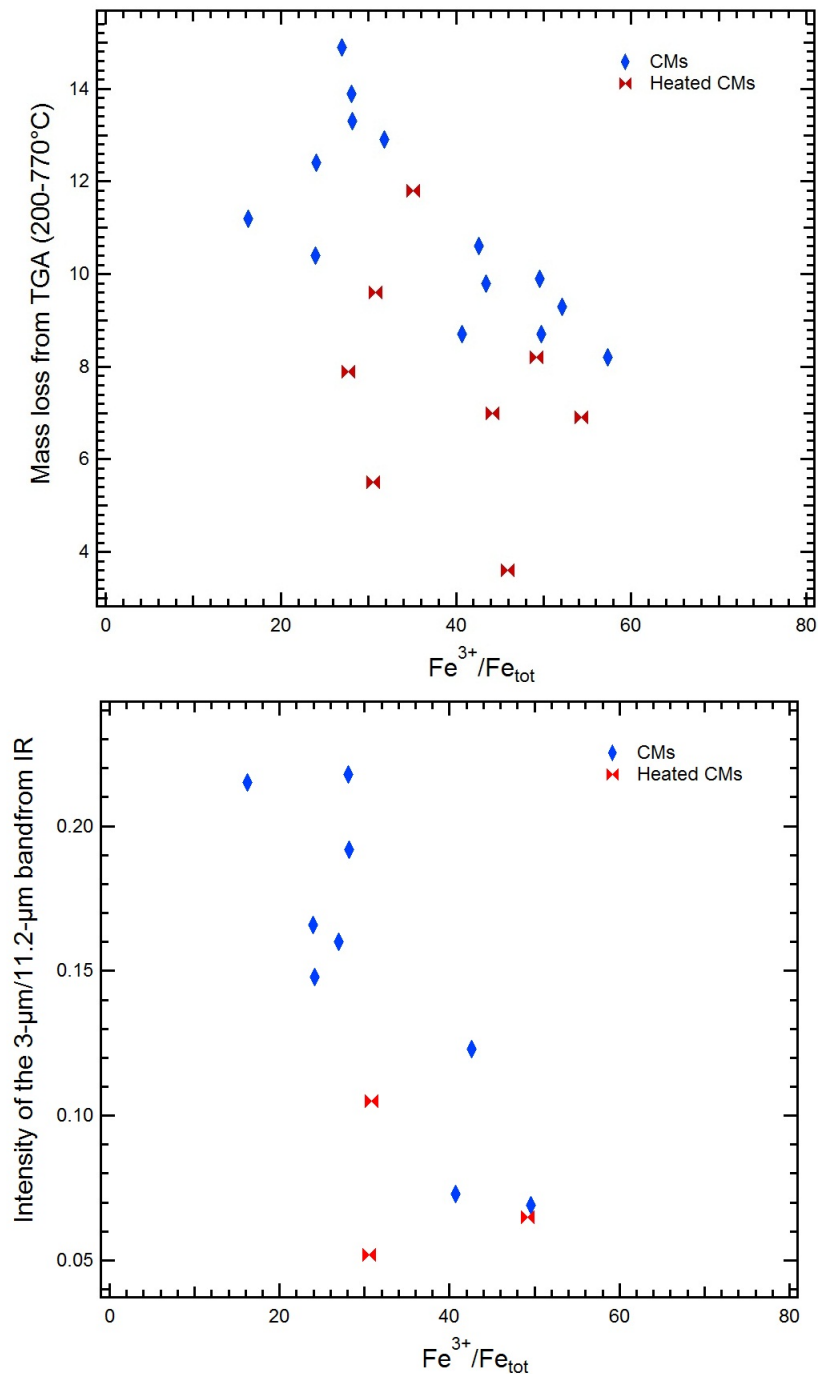 CMs
Heated CMs
14
12
10
8
6
4
Mass loss from TGA (200-770°C)
0
20
40
60
80
Fe3+/Fetot
CMs
Heated CMs
0.20
0.15
0.10
0.05
Intensity of the 3-µm/11.2-µm bandfrom IR
0
20
40
60
80
Fe3+/Fetot